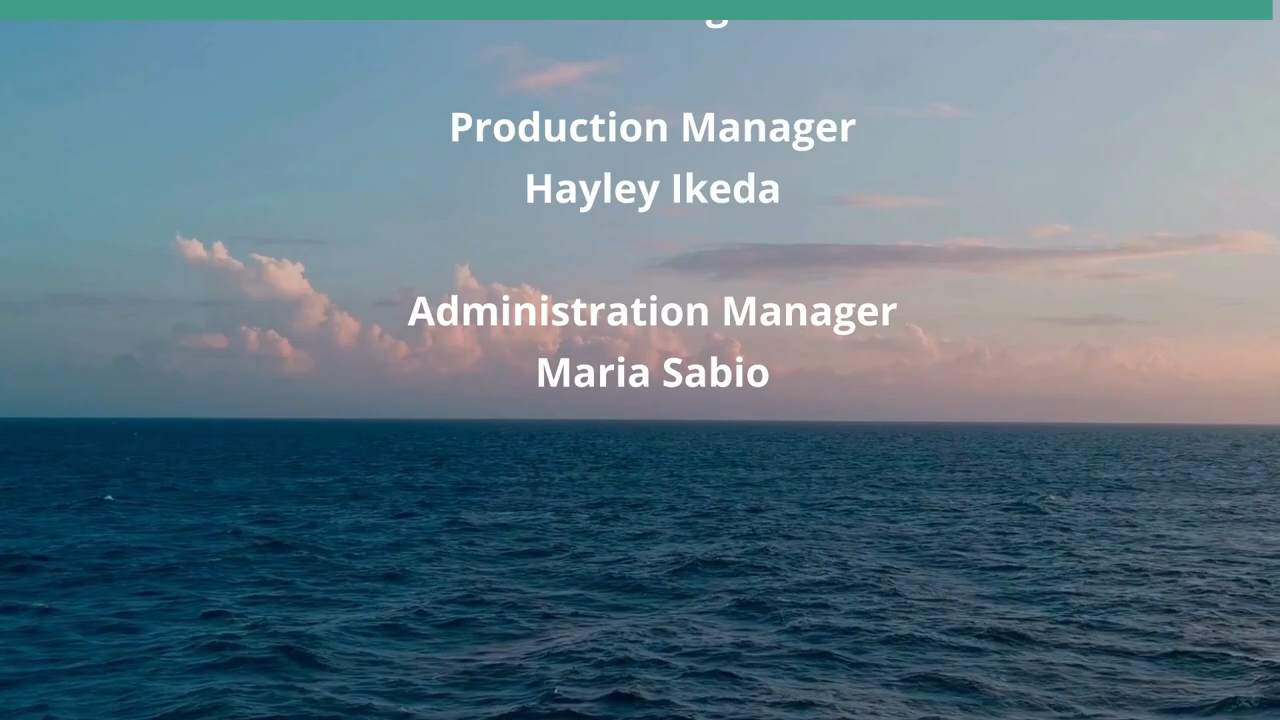 Production Manager
Hayley Ikeda
Administration Manager
Maria Sabio